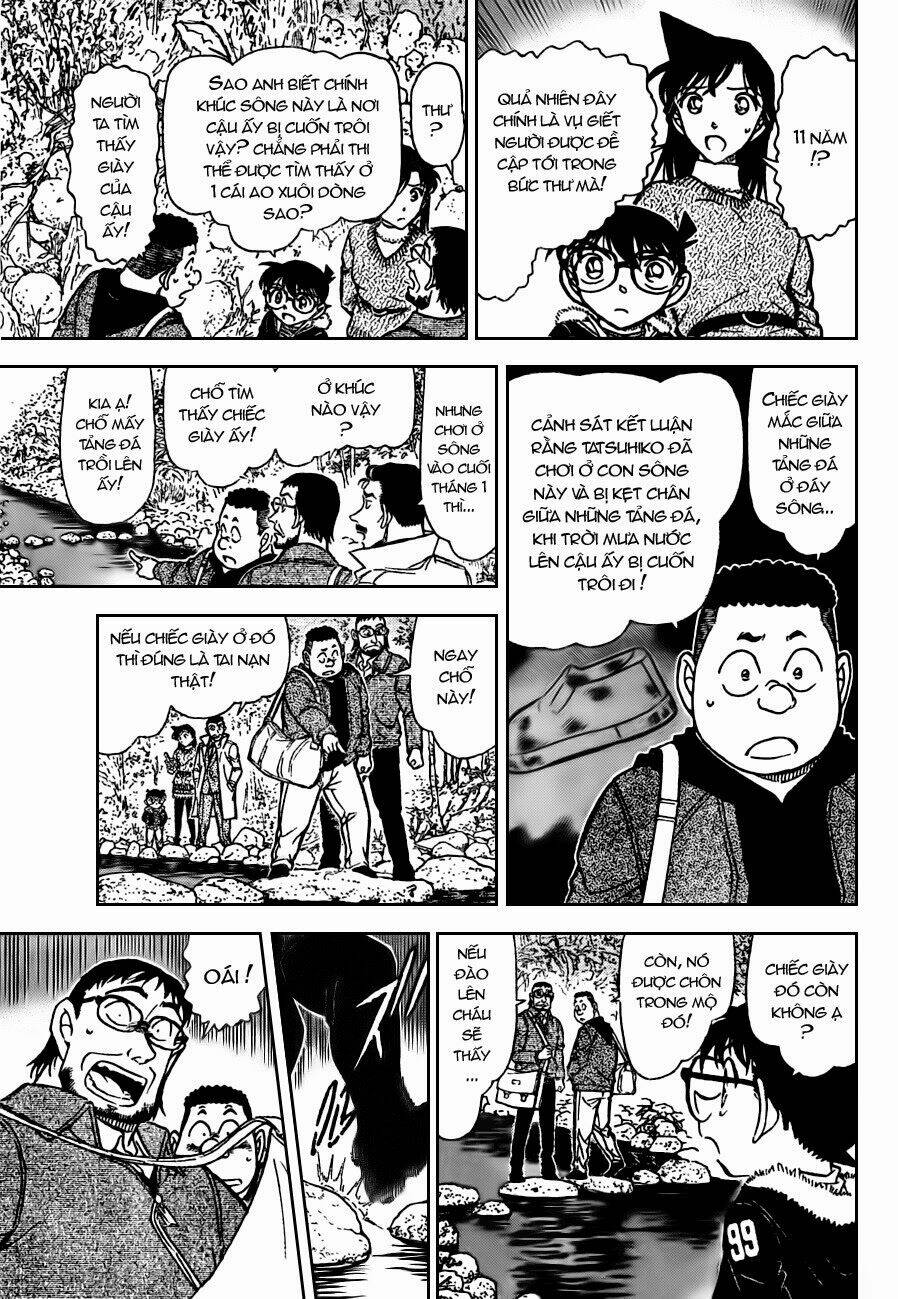 11 NĂM
!?
QUẢ NHIÊN ĐÂY
CHÍNH LÀ VỤ GIẾT
NGƯỜI ĐƯỢC ĐỀ
CẬP TỚI TRONG
BỨC THƯ MÀ!
THƯ
?
SAO ANH BIẾT CHÍNH
KHÚC SÔNG NÀY LÀ NƠI
CẬU ẤY BỊ CUỐN TRÔI
VẬY? CHẲNG PHẢI THI
THỂ ĐƯỢC TÌM THẤY Ở
1 CÁI AO XUÔI DÒNG
SAO?
NGƯỜI
TA TÌM
THẤY
GIÀY
CỦA
CẬU
ẤY!
CHIẾC GIÀY
MẮC GIỮA
NHỮNG
TẢNG ĐÁ
Ở ĐÁY
SÔNG..
CẢNH SÁT KẾT LUẬN
RẰNG TATSUHIKO ĐÃ
CHƠI Ở CON SÔNG
NÀY VÀ BỊ KẸT CHÂN
GIỮA NHỮNG TẢNG ĐÁ,
KHI TRỜI MƯA NƯỚC
LÊN CẬU ẤY BỊ CUỐN
TRÔI ĐI!
NHƯNG
CHƠI Ở
SÔNG
VÀO CUỐI
THÁNG 1
THÌ...
Ở KHÚC
NÀO VẬY
?
CHỖ TÌM
THẤY CHIẾC
GIÀY ẤY!
KIA Ạ!
CHỖ MẤY
TẢNG ĐÁ
TRỒI LÊN
ẤY!
NGAY
CHỖ
NÀY!
NẾU CHIẾC GIÀY Ở ĐÓ
THÌ ĐÚNG LÀ TAI NẠN
THẬT!
CHIẾC GIÀY
ĐÓ CÒN
KHÔNG Ạ
?
CÒN, NÓ
ĐƯỢC CHÔN
TRONG MỘ
ĐÓ!
NẾU
ĐÀO
LÊN
CHÁU
SẼ
THẤY
...
99
OÁI!